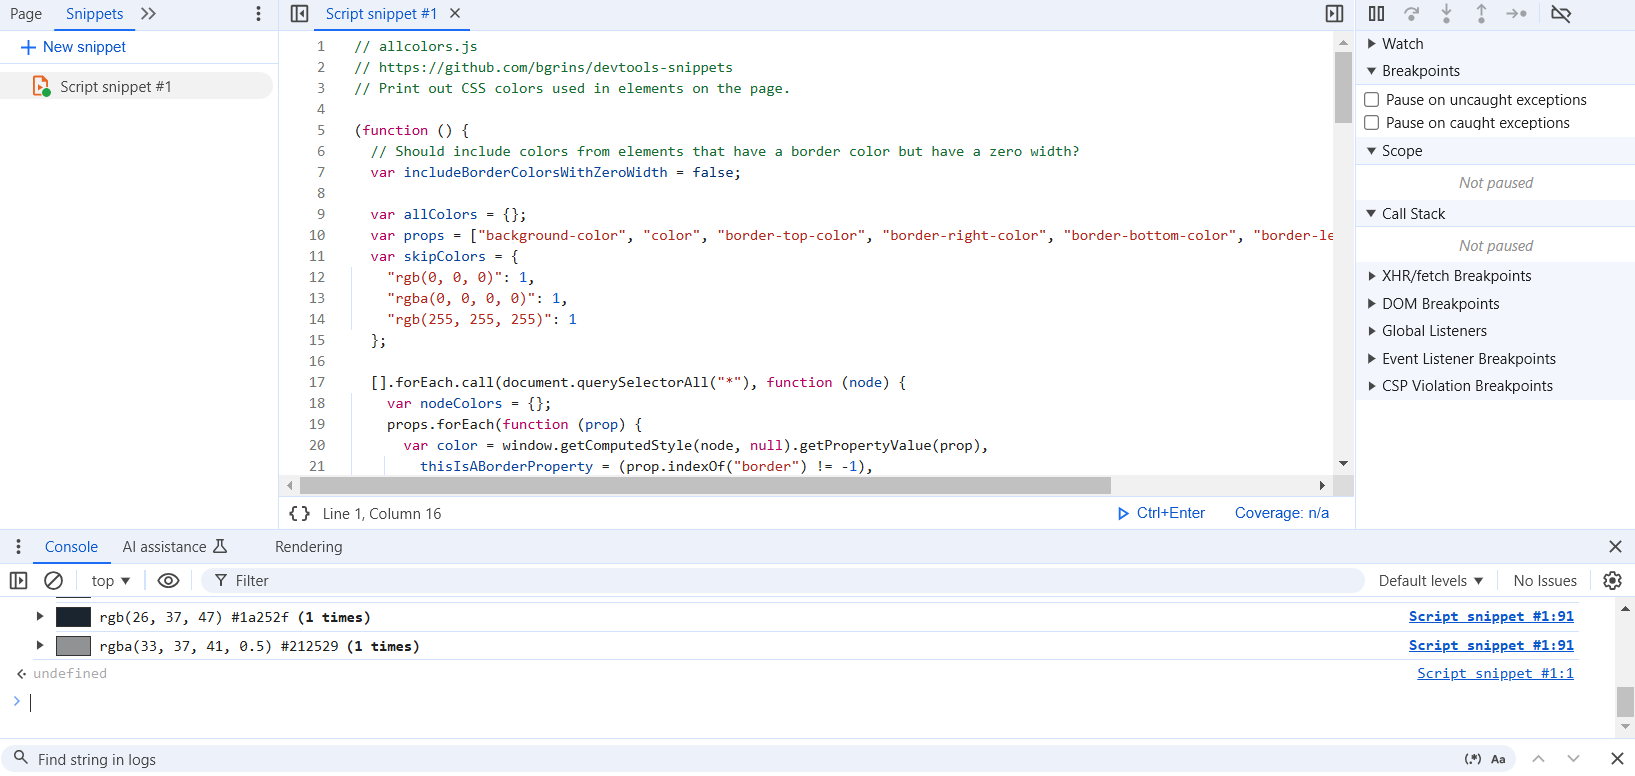 Page Snippets
New snippet
Script snippet #1
Script snippet #1
1 // allcolors.js
2 // https://github.com/bgrins/devtools-snippets
3 // Print out CSS colors used in elements on the page.
4
5 (function () {
6 // Should include colors from elements that have a border color but have a zero width?
7 var includeBorderColorsWithZeroWidth = false;
8
9 var allColors = {};
10 var props = ["background-color", "color", "border-top-color", "border-right-color", "border-bottom-color", "border-le
11 var skipColors = {
12 "rgb(0, 0, 0)": 1,
13 "rgba(0, 0, 0, 0)": 1,
14 "rgb(255, 255, 255)": 1
15 };
16
17 [].forEach.call(document.querySelectorAll("*"), function (node) {
18 var nodeColors = {};
19 props.forEach(function (prop) {
20 var color = window.getComputedStyle(node, null).getPropertyValue(prop),
21 thisIsABorderProperty = (prop.indexOf("border") != -1),
{} Line 1, Column 16 Ctrl+Enter Coverage: n/a
Watch
Breakpoints
Pause on uncaught exceptions
Pause on caught exceptions
Scope
Not paused
Call Stack
Not paused
XHR/fetch Breakpoints
DOM Breakpoints
Global Listeners
Event Listener Breakpoints
CSP Violation Breakpoints
Console AI assistance Rendering
top Filter Default levels No Issues
rgb(26, 37, 47) #1a252f (1 times) Script snippet #1:91
rgba(33, 37, 41, 0.5) #212529 (1 times) Script snippet #1:91
undefined Script snippet #1:1
Find string in logs (.*) Aa